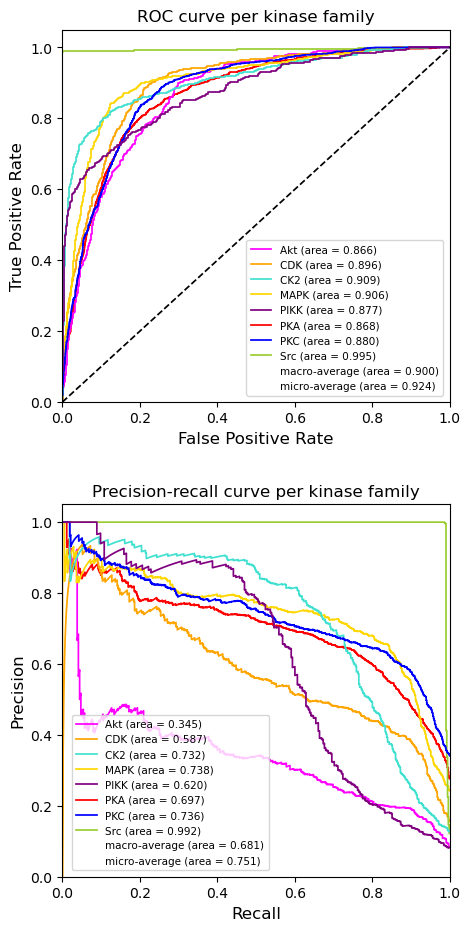 ROC curve per kinase family
1.0
0.8
0.6
0.4
0.2
0.0
True Positive Rate
Akt (area = 0.866)
CDK (area = 0.896)
CK2 (area = 0.909)
MAPK (area = 0.906)
PIKK (area = 0.877)
PKA (area = 0.868)
PKC (area = 0.880)
Src (area = 0.995)
macro-average (area = 0.900)
micro-average (area = 0.924)
0.0 0.2 0.4 0.6 0.8 1.0
False Positive Rate
Precision-recall curve per kinase family
1.0
0.8
0.6
0.4
0.2
0.0
Precision
Akt (area = 0.345)
CDK (area = 0.587)
CK2 (area = 0.732)
MAPK (area = 0.738)
PIKK (area = 0.620)
PKA (area = 0.697)
PKC (area = 0.736)
Src (area = 0.992)
macro-average (area = 0.681)
micro-average (area = 0.751)
0.0 0.2 0.4 0.6 0.8 1.0
Recall